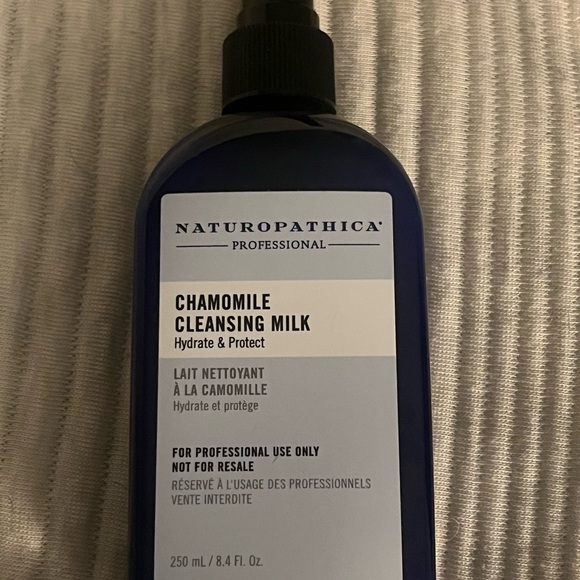 NATUROPATHICA®
PROFESSIONAL
CHAMOMILE
CLEANSING MILK
Hydrate & Protect
LAIT NETTOYANT
À LA CAMOMILLE
Hydrate et protège
FOR PROFESSIONAL USE ONLY
NOT FOR RESALE
RÉSERVÉ À L'USAGE DES PROFESSIONNELS
VENTE INTERDITE
250 mL / 8.4 Fl. Oz.